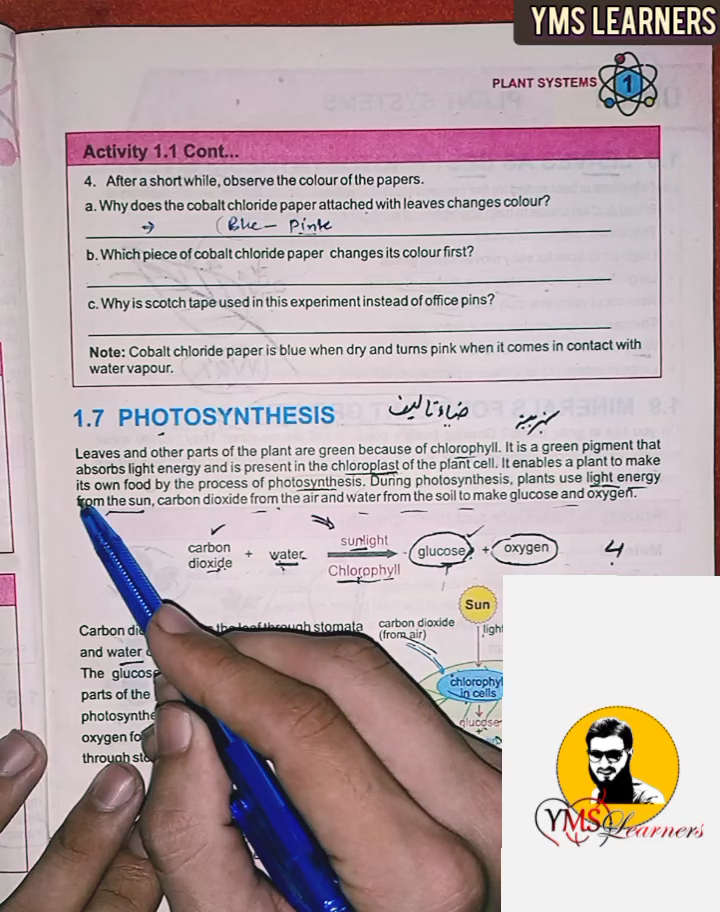 YMS LEARNERS
PLANT SYSTEMS 1
Activity 1.1 Cont...
4. After a short while, observe the colour of the papers.
a. Why does the cobalt chloride paper attached with leaves changes colour?
→ (Blue – Pink
b. Which piece of cobalt chloride paper changes its colour first?
c. Why is scotch tape used in this experiment instead of office pins?
Note: Cobalt chloride paper is blue when dry and turns pink when it comes in contact with
water vapour.
1.7 PHOTOSYNTHESIS ضیائی تالیف
Leaves and other parts of the plant are green because of chlorophyll. It is a green pigment that
absorbs light energy and is present in the chloroplast of the plant cell. It enables a plant to make
its own food by the process of photosynthesis. During photosynthesis, plants use light energy
from the sun, carbon dioxide from the air and water from the soil to make glucose and oxygen.
carbon dioxide + water sunlight Chlorophyll glucose + oxygen 4
Sun
Carbon the leaf through stomata
carbon dioxide
(from air)
and water
The
parts of the
chlorophyl
in cells
glucose
+
oxygen
through
YMS Learners